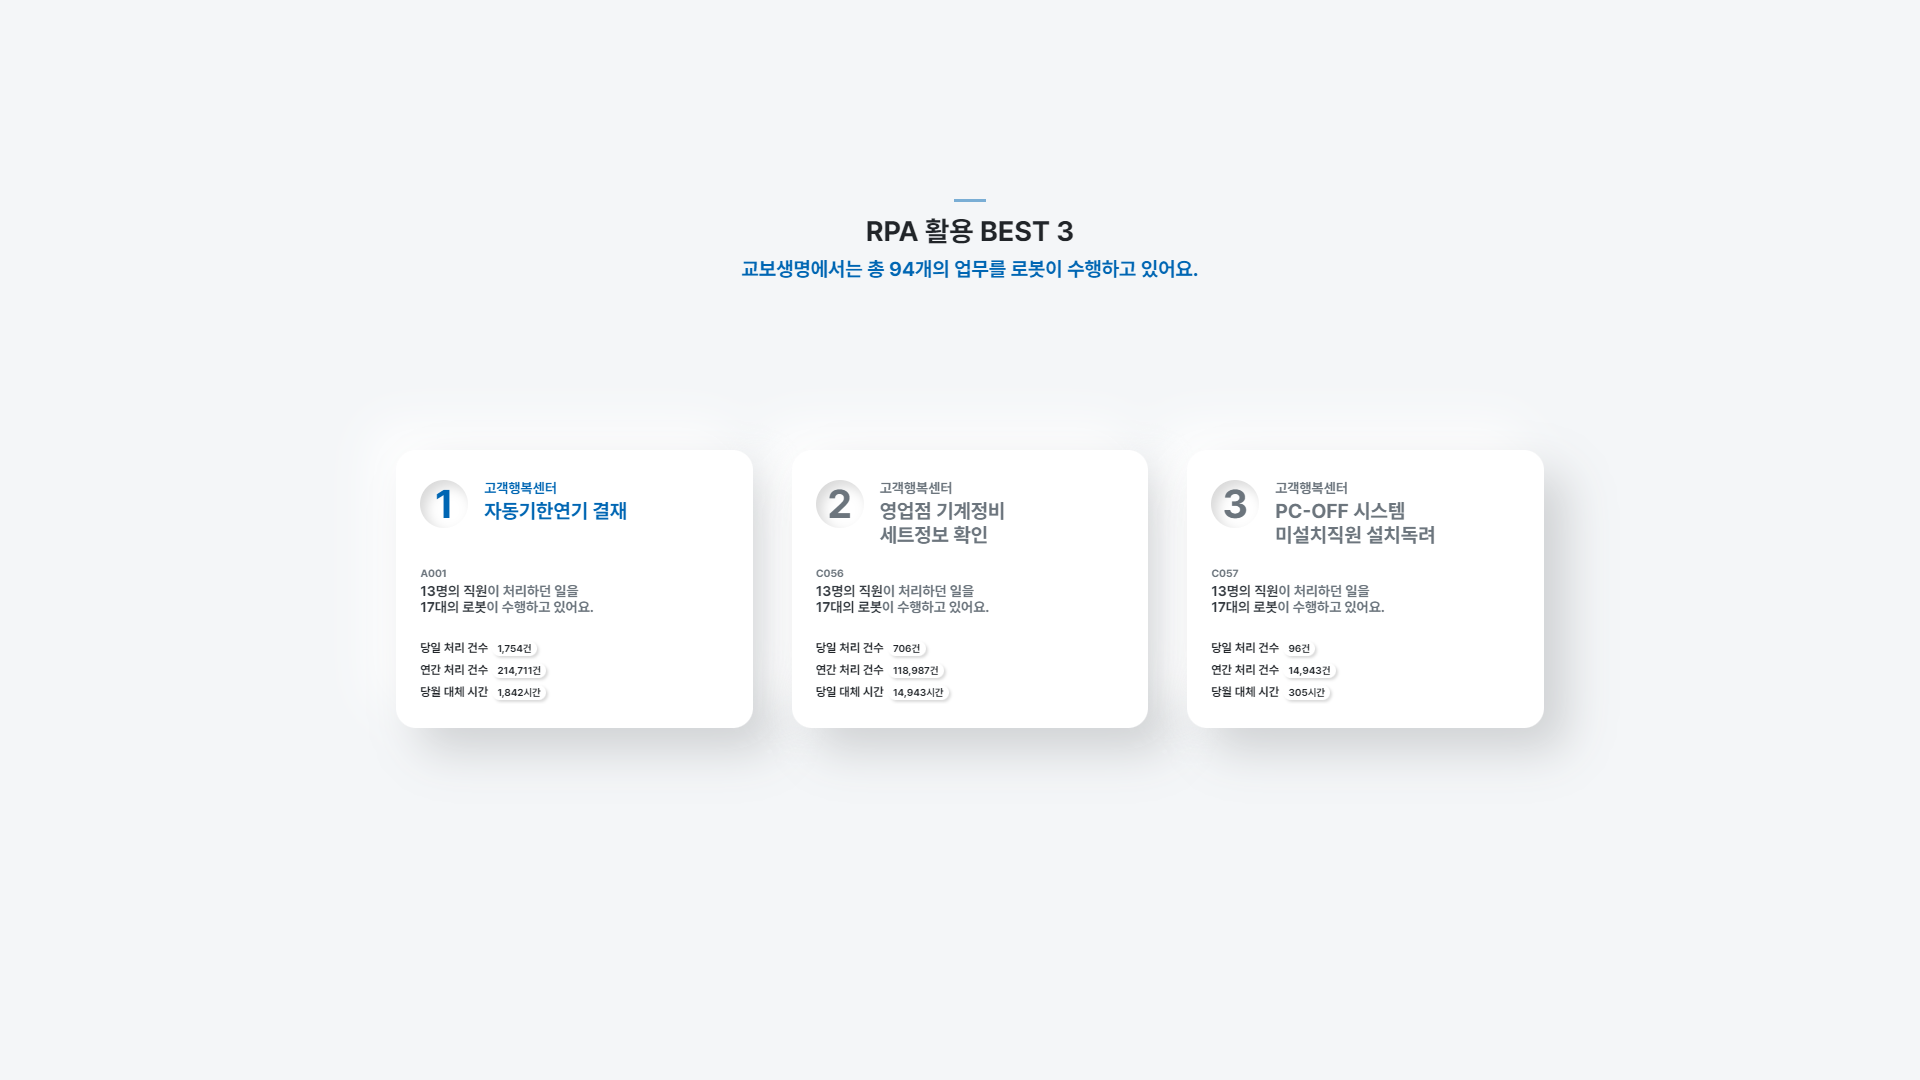 RPA 활용 BEST 3
교보생명에서는 총 94개의 업무를 로봇이 수행하고 있어요.
1
고객행복센터
자동기한연기 결재
A001
13명의 직원이 처리하던 일을
17대의 로봇이 수행하고 있어요.
당일 처리 건수 1,754건
연간 처리 건수 214,711건
당월 대체 시간 1,842시간
2
고객행복센터
영업점 기계정비
세트정보 확인
C056
13명의 직원이 처리하던 일을
17대의 로봇이 수행하고 있어요.
당일 처리 건수 706건
연간 처리 건수 118,987건
당일 대체 시간 14,943시간
3
고객행복센터
PC-OFF 시스템
미설치직원 설치독려
C057
13명의 직원이 처리하던 일을
17대의 로봇이 수행하고 있어요.
당일 처리 건수 96건
연간 처리 건수 14,943건
당월 대체 시간 305시간